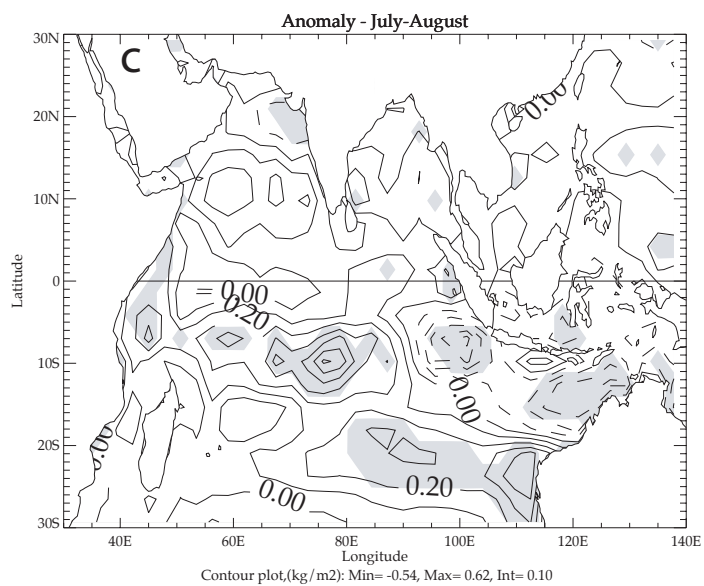 Anomaly - July-August
C
30N
20N
10N
0
10S
20S
30S
Latitude
0.00
= 0.00
0.20
0.00
0.00
0.20
0.00
40E 60E 80E 100E 120E 140E
Longitude
Contour plot,(kg/m2): Min= -0.54, Max= 0.62, Int= 0.10